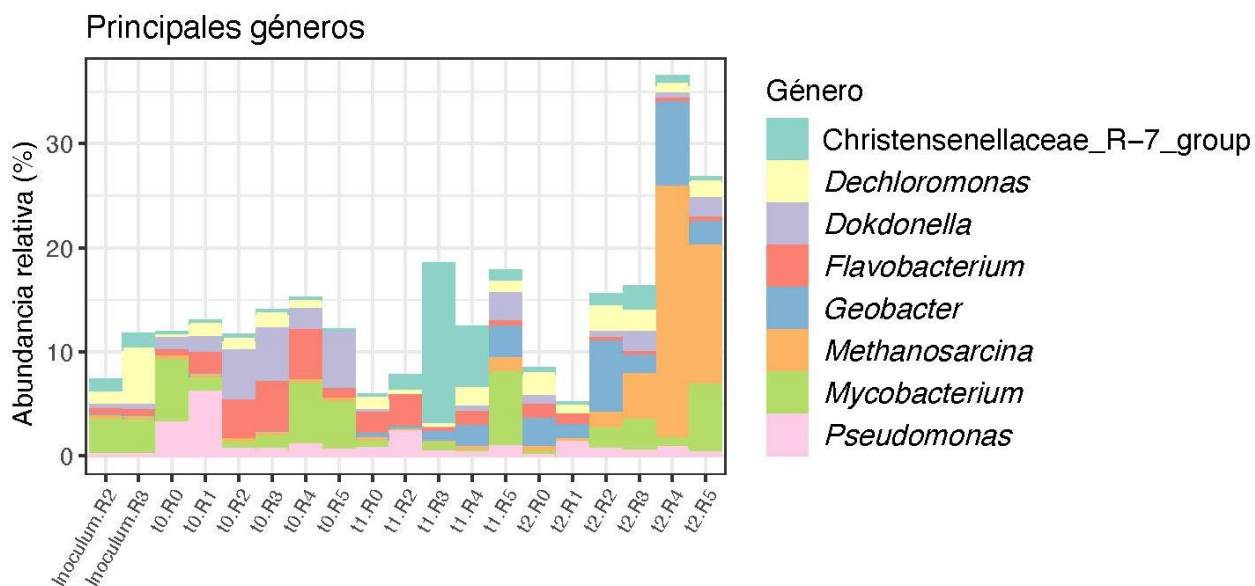 Principales géneros
Abundancia relativa (%)
30
20
10
0
Inoculum.R2
Inoculum.R3
t0.R0
t0.R1
t0.R2
t0.R3
t0.R4
t0.R5
t1.R0
t1.R2
t1.R3
t1.R4
t1.R5
t2.R0
t2.R1
t2.R2
t2.R3
t2.R4
t2.R5
Género
Christensenellaceae_R−7_group
Dechloromonas
Dokdonella
Flavobacterium
Geobacter
Methanosarcina
Mycobacterium
Pseudomonas